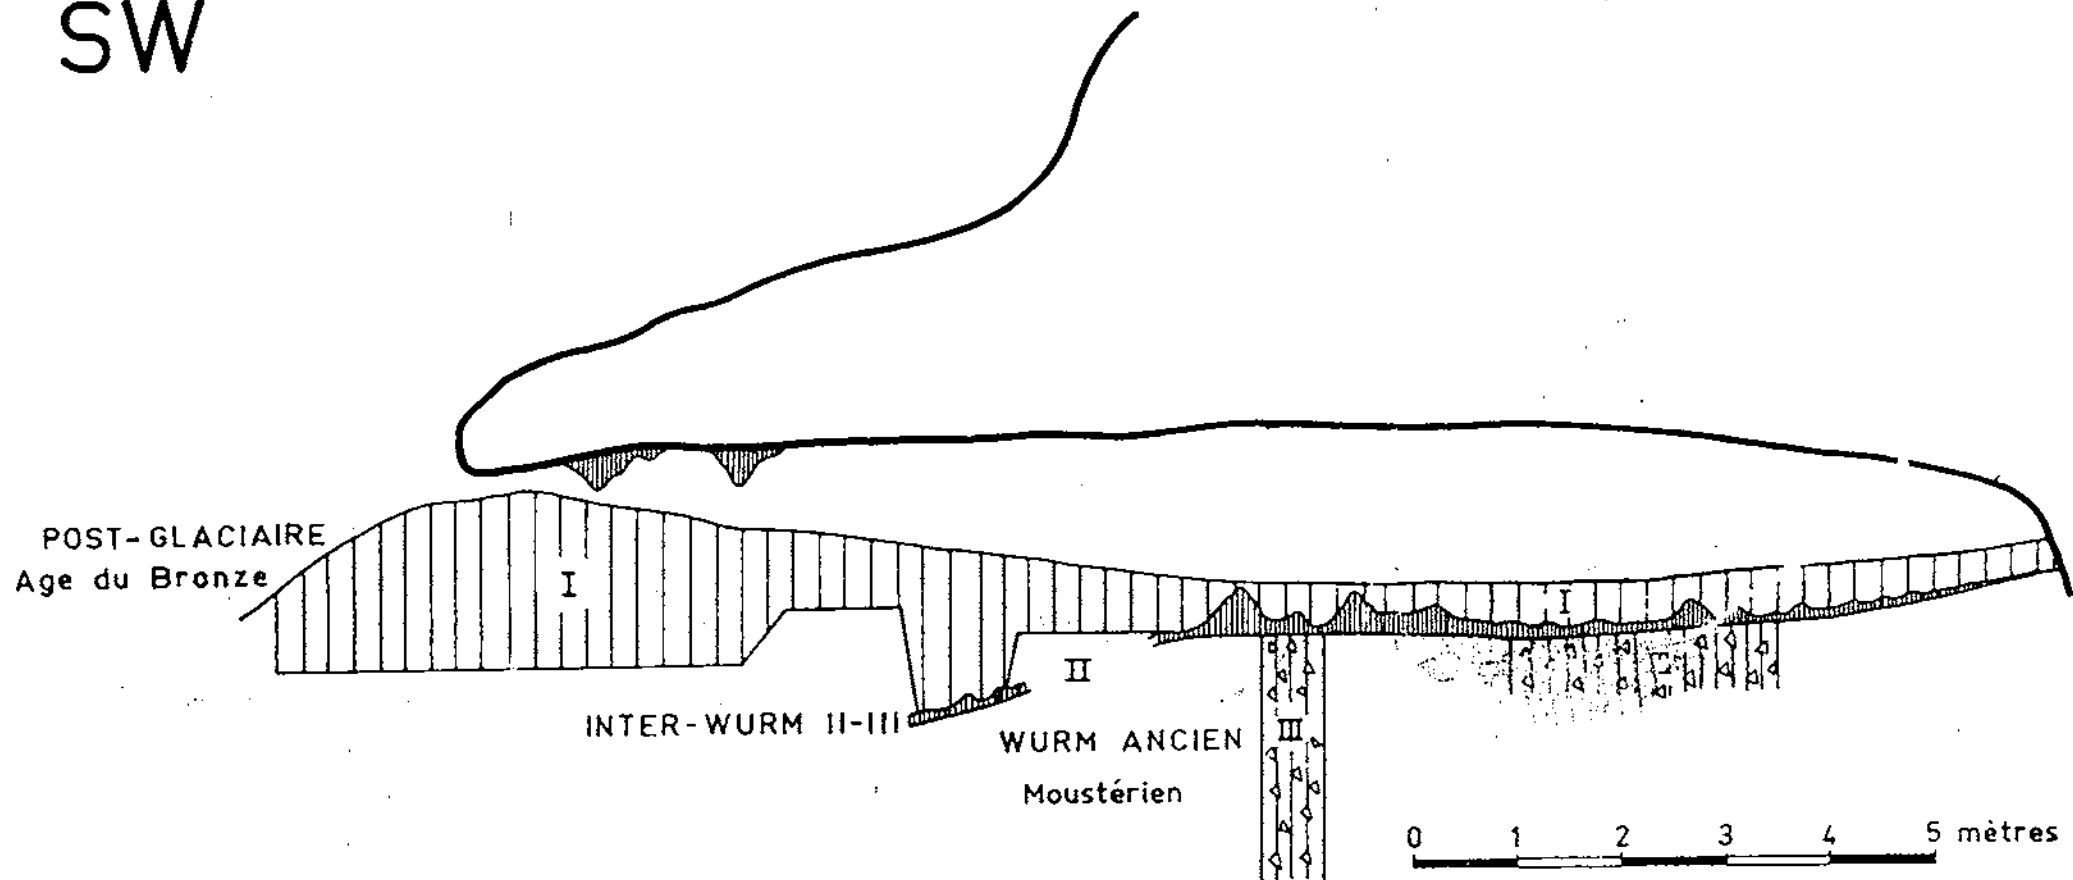 SW
POST-GLACIAIRE
Age du Bronze
I
I
II
INTER-WURM II-III
WURM ANCIEN
III
Moustérien
0 1 2 3 4 5 mètres